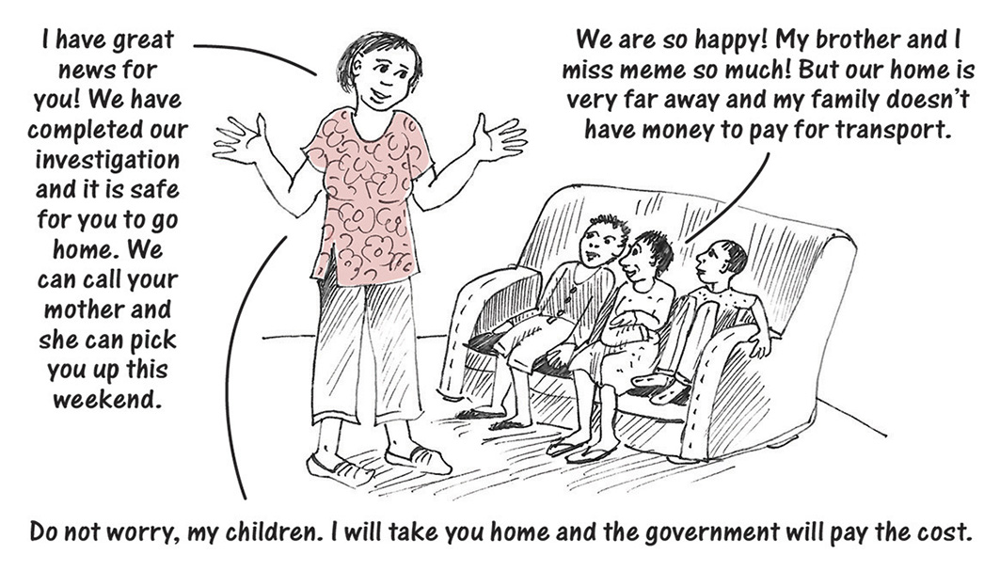 I have great
news for
you! We have
completed our
investigation
and it is safe
for you to go
home. We
can call your
mother and
she can pick
you up this
weekend.
We are so happy! My brother and I
miss meme so much! But our home is
very far away and my family doesn't
have money to pay for transport.
Do not worry, my children. I will take you home and the government will pay the cost.